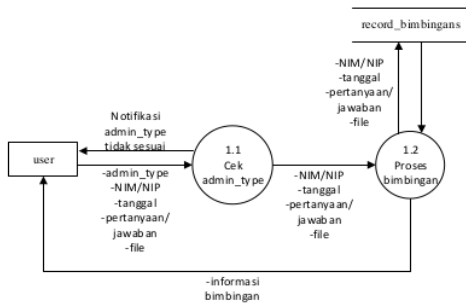 record_bimbingans
-NIM/NIP
-tanggal
-pertanyaan/
jawaban
-file
Notifikasi
admin_type
tidak sesuai
user
1.1
Cek
admin_type
1.2
Proses
bimbingan
-admin_type
-NIM/NIP
-tanggal
-pertanyaan/
jawaban
-file
-NIM/NIP
-tanggal
-pertanyaan/
jawaban
-file
-informasi
bimbingan